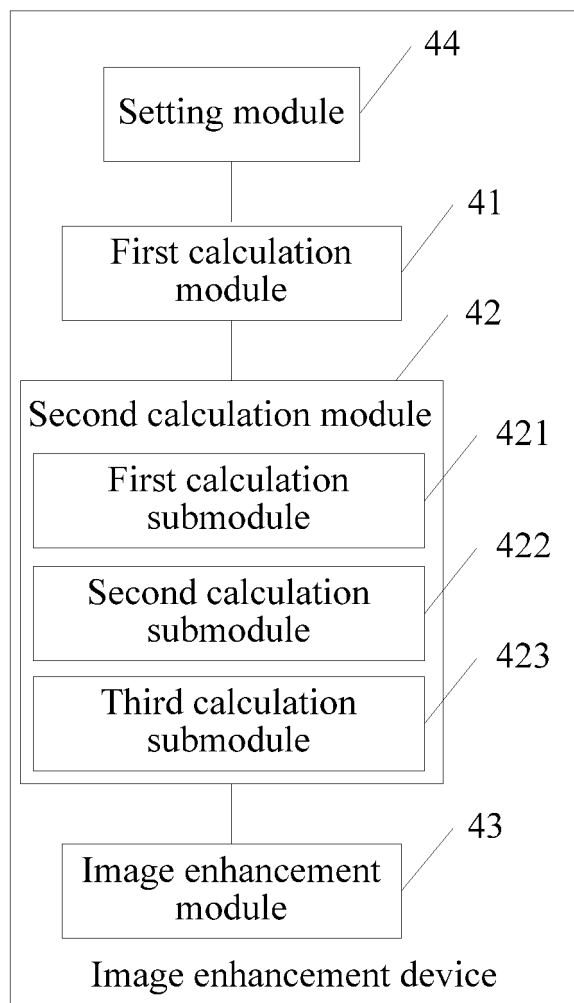 44
Setting module
41
First calculation
module
42
Second calculation module
421
First calculation
submodule
422
Second calculation
submodule
423
Third calculation
submodule
43
Image enhancement
module
Image enhancement device